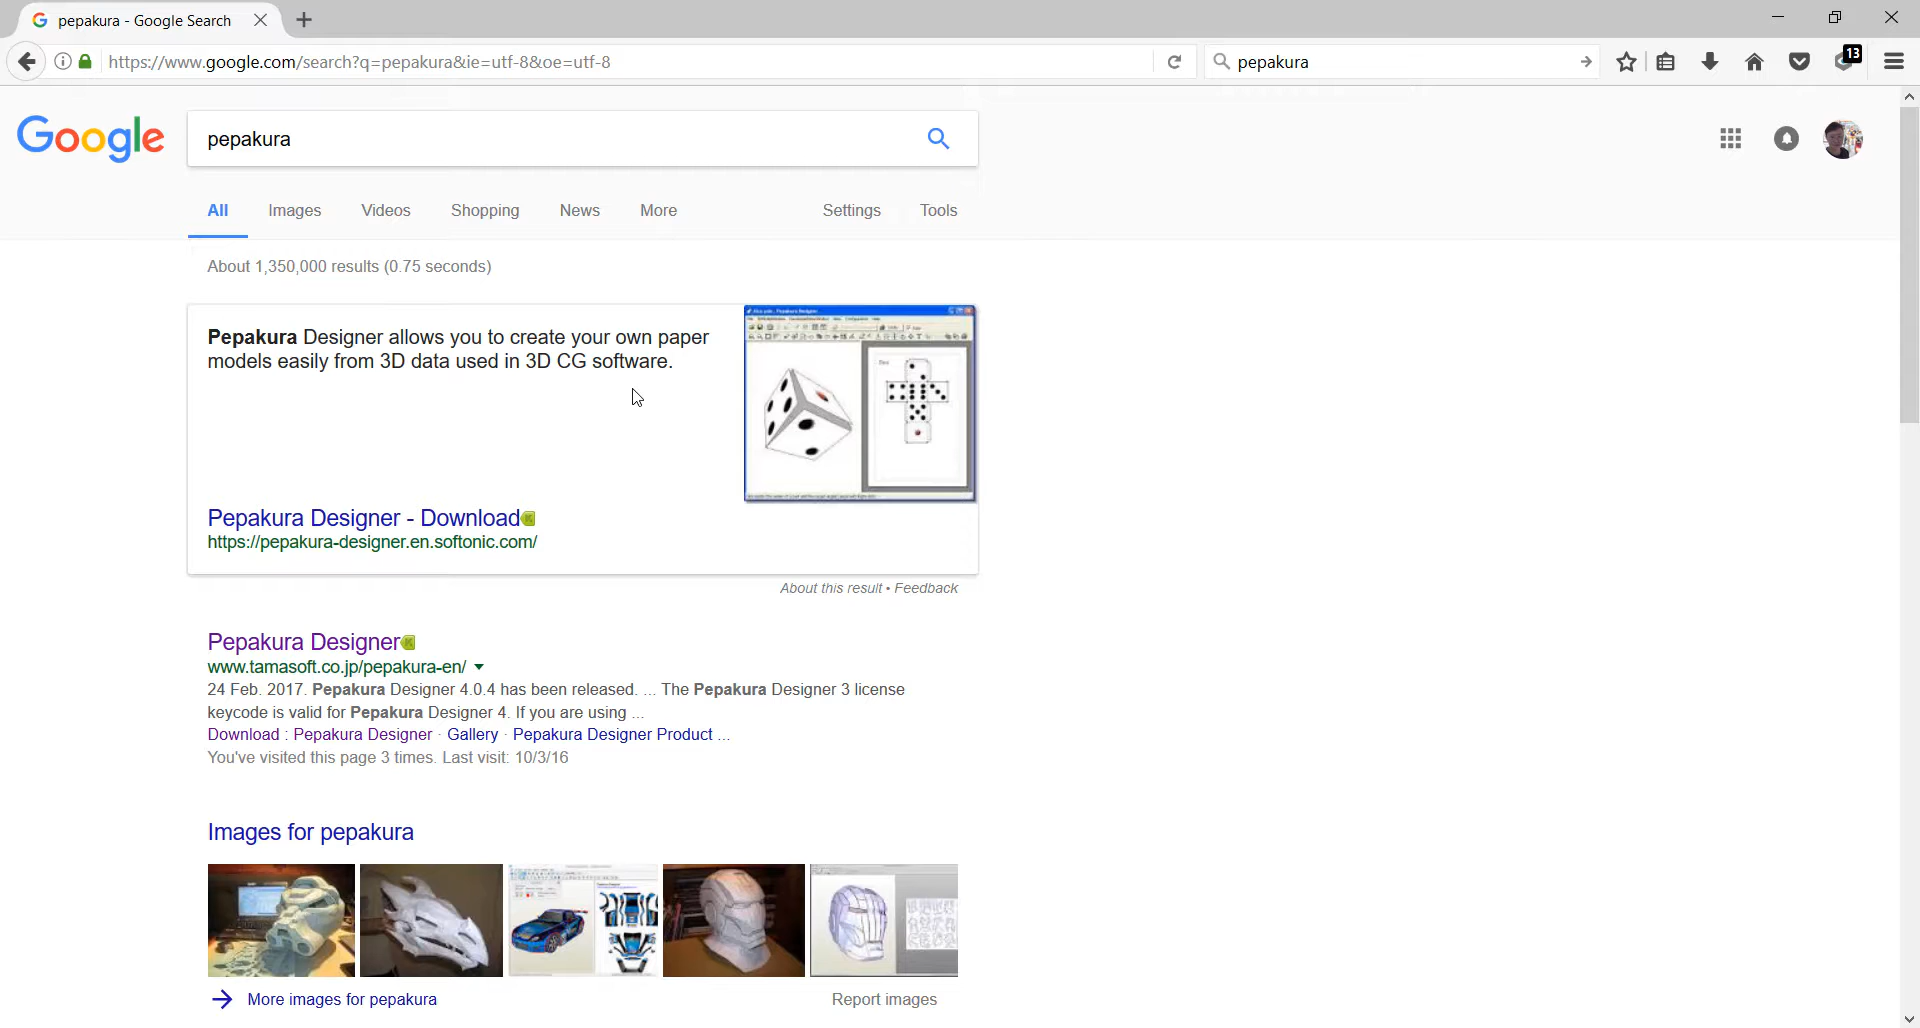 pepakura - Google Search
https://www.google.com/search?q=pepakura&ie=utf-8&oe=utf-8
pepakura
13
Google
pepakura
All Images Videos Shopping News More Settings Tools
About 1,350,000 results (0.75 seconds)
Pepakura Designer allows you to create your own paper
models easily from 3D data used in 3D CG software.
Pepakura Designer - Download
https://pepakura-designer.en.softonic.com/
About this result • Feedback
Pepakura Designer
www.tamasoft.co.jp/pepakura-en/
24 Feb. 2017. Pepakura Designer 4.0.4 has been released. ... The Pepakura Designer 3 license
keycode is valid for Pepakura Designer 4. If you are using ...
Download : Pepakura Designer · Gallery · Pepakura Designer Product ...
You've visited this page 3 times. Last visit: 10/3/16
Images for pepakura
More images for pepakura
Report images